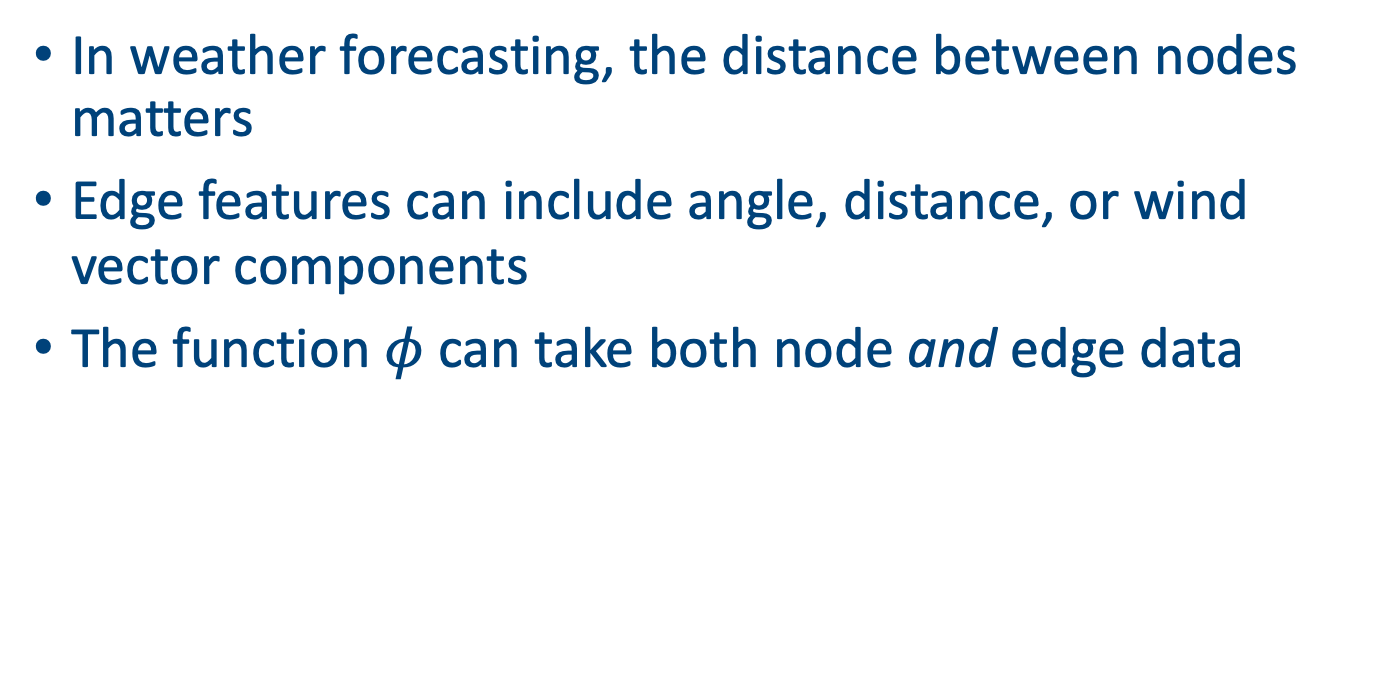 • In weather forecasting, the distance between nodes
matters
• Edge features can include angle, distance, or wind
vector components
• The function ϕ can take both node and edge data